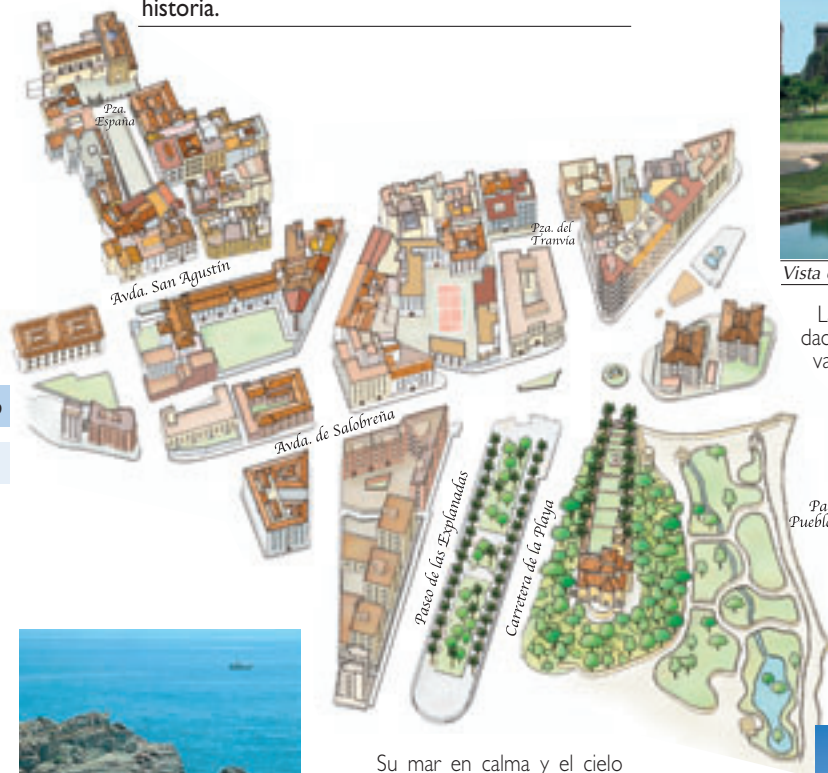 historia.
Pza.
España
Pza. del
Tranvía
Avda. San Agustín
Vista
Avda. de Salobreña
Paseo de las Explanadas
Carretera de la Playa
Su mar en calma y el cielo